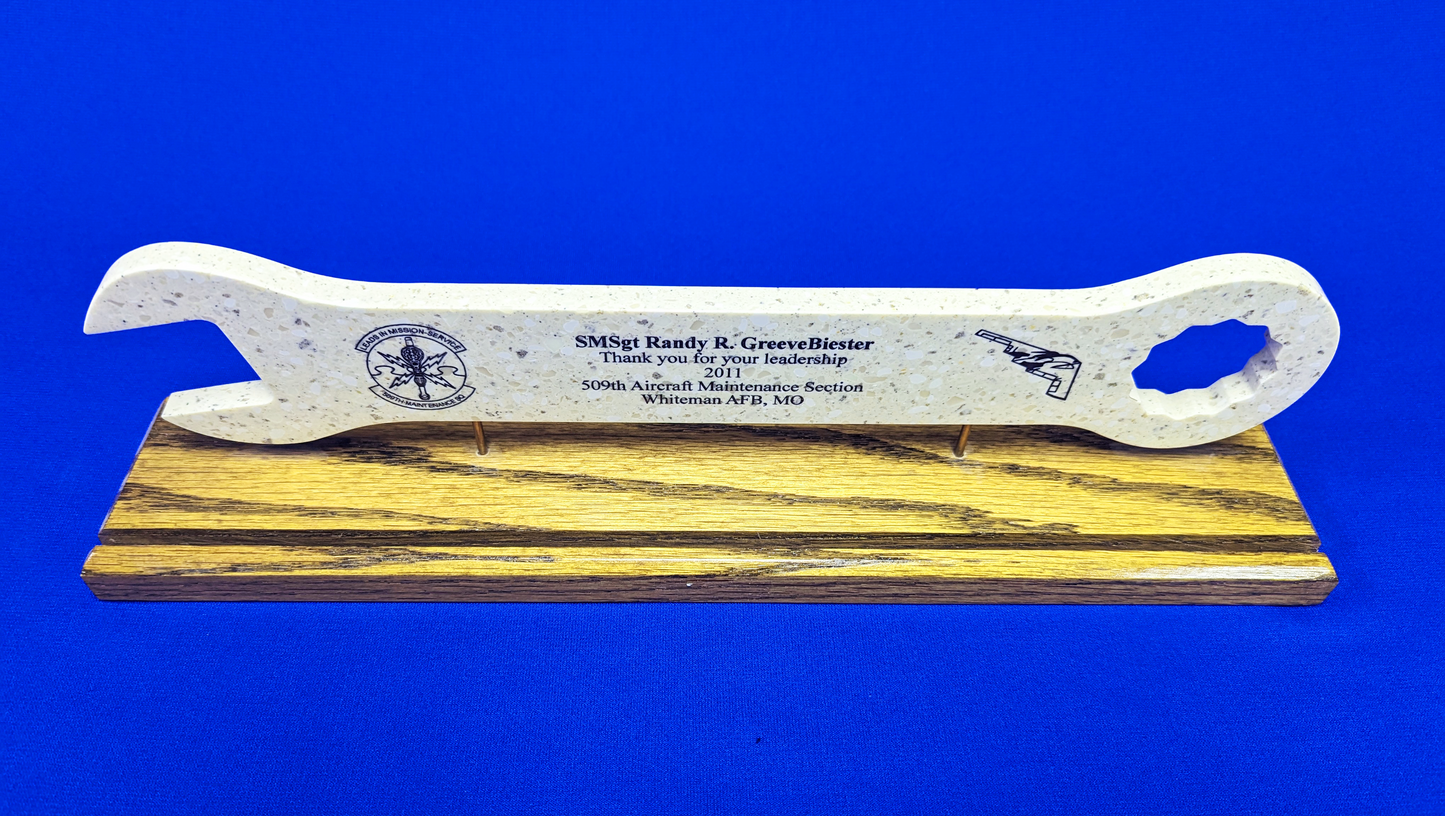 LEADS IN MISSION-SERVICE
509TH MAINTENANCE SQ
SMSgt Randy R. GreeveBiester
Thank you for your leadership
2011
509th Aircraft Maintenance Section
Whiteman AFB, MO